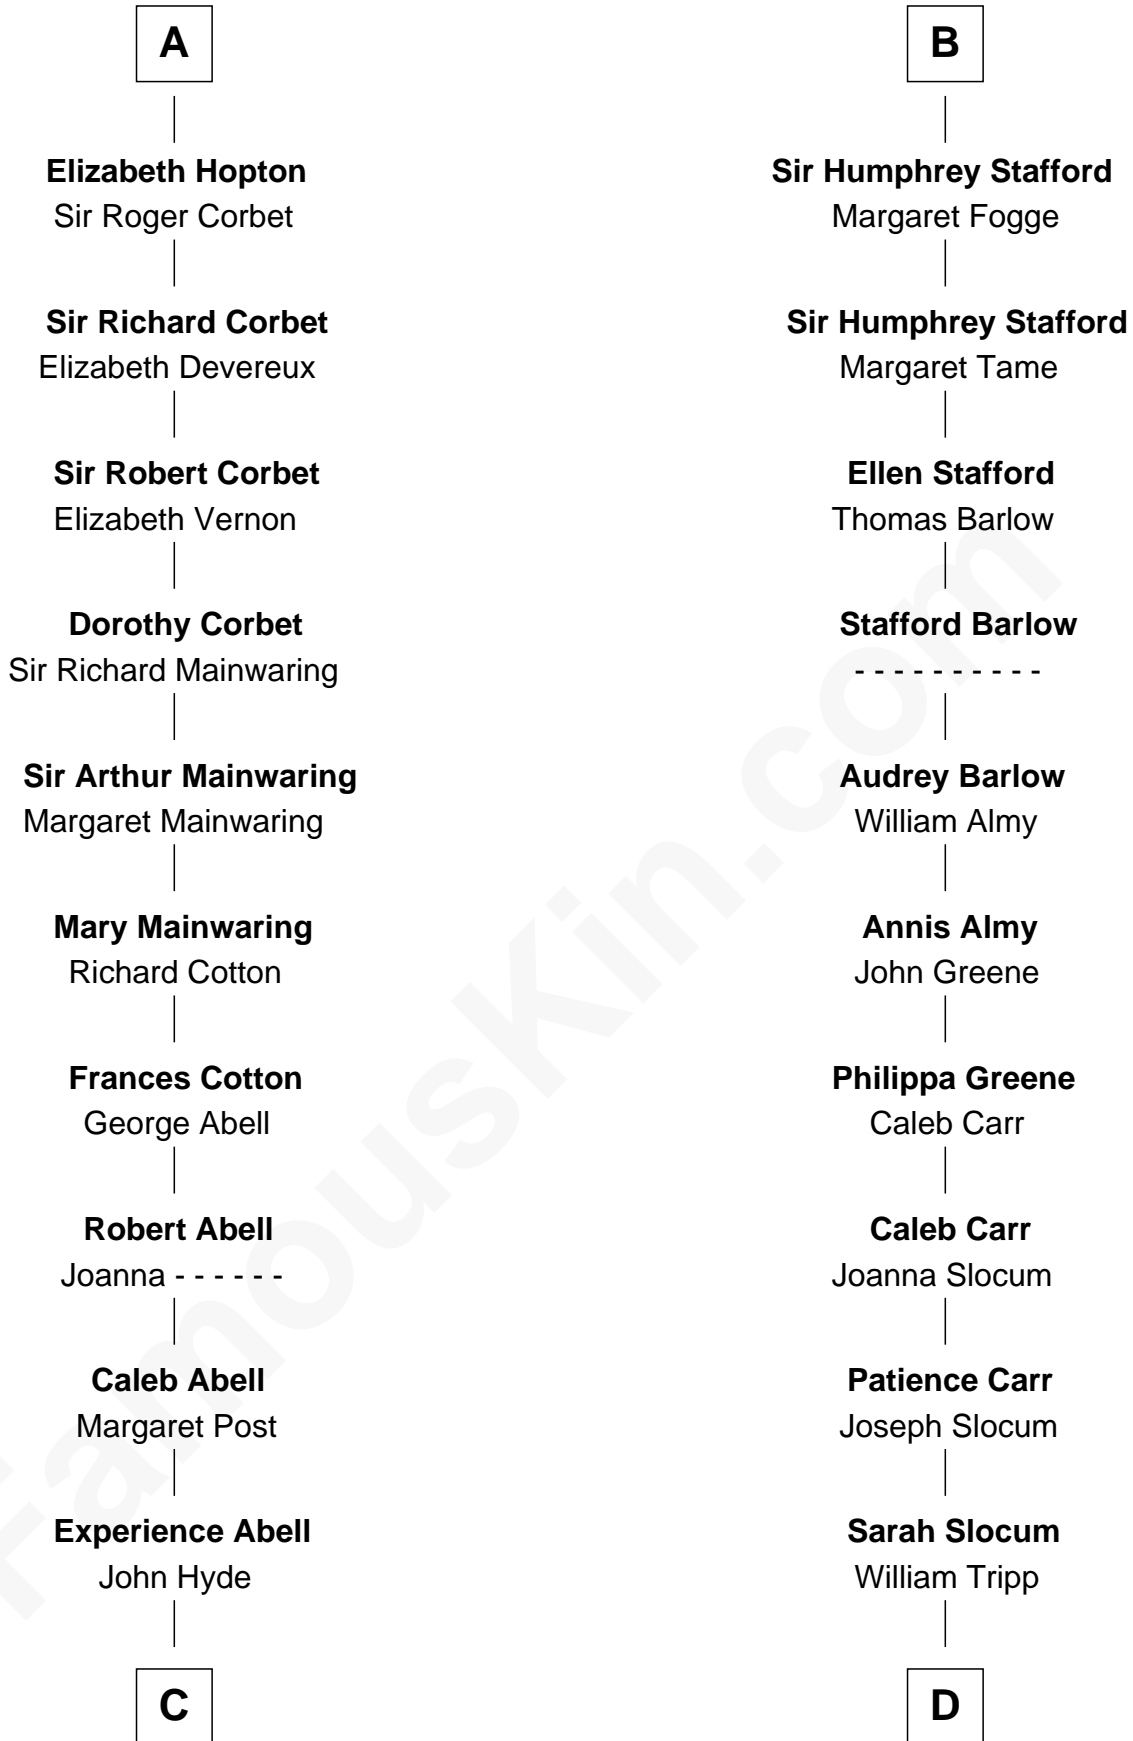 A
Elizabeth Hopton
Sir Roger Corbet
Sir Richard Corbet
Elizabeth Devereux
Sir Robert Corbet
Elizabeth Vernon
Dorothy Corbet
Sir Richard Mainwaring
Sir Arthur Mainwaring
Margaret Mainwaring
Mary Mainwaring
Richard Cotton
Frances Cotton
George Abell
Robert Abell
Joanna - - - - - -
Caleb Abell
Margaret Post
Experience Abell
John Hyde
C
B
Sir Humphrey Stafford
Margaret Fogge
Sir Humphrey Stafford
Margaret Tame
Ellen Stafford
Thomas Barlow
Stafford Barlow
- - - - - - - - - -
Audrey Barlow
William Almy
Annis Almy
John Greene
Philippa Greene
Caleb Carr
Caleb Carr
Joanna Slocum
Patience Carr
Joseph Slocum
Sarah Slocum
William Tripp
D
FamousKin.com